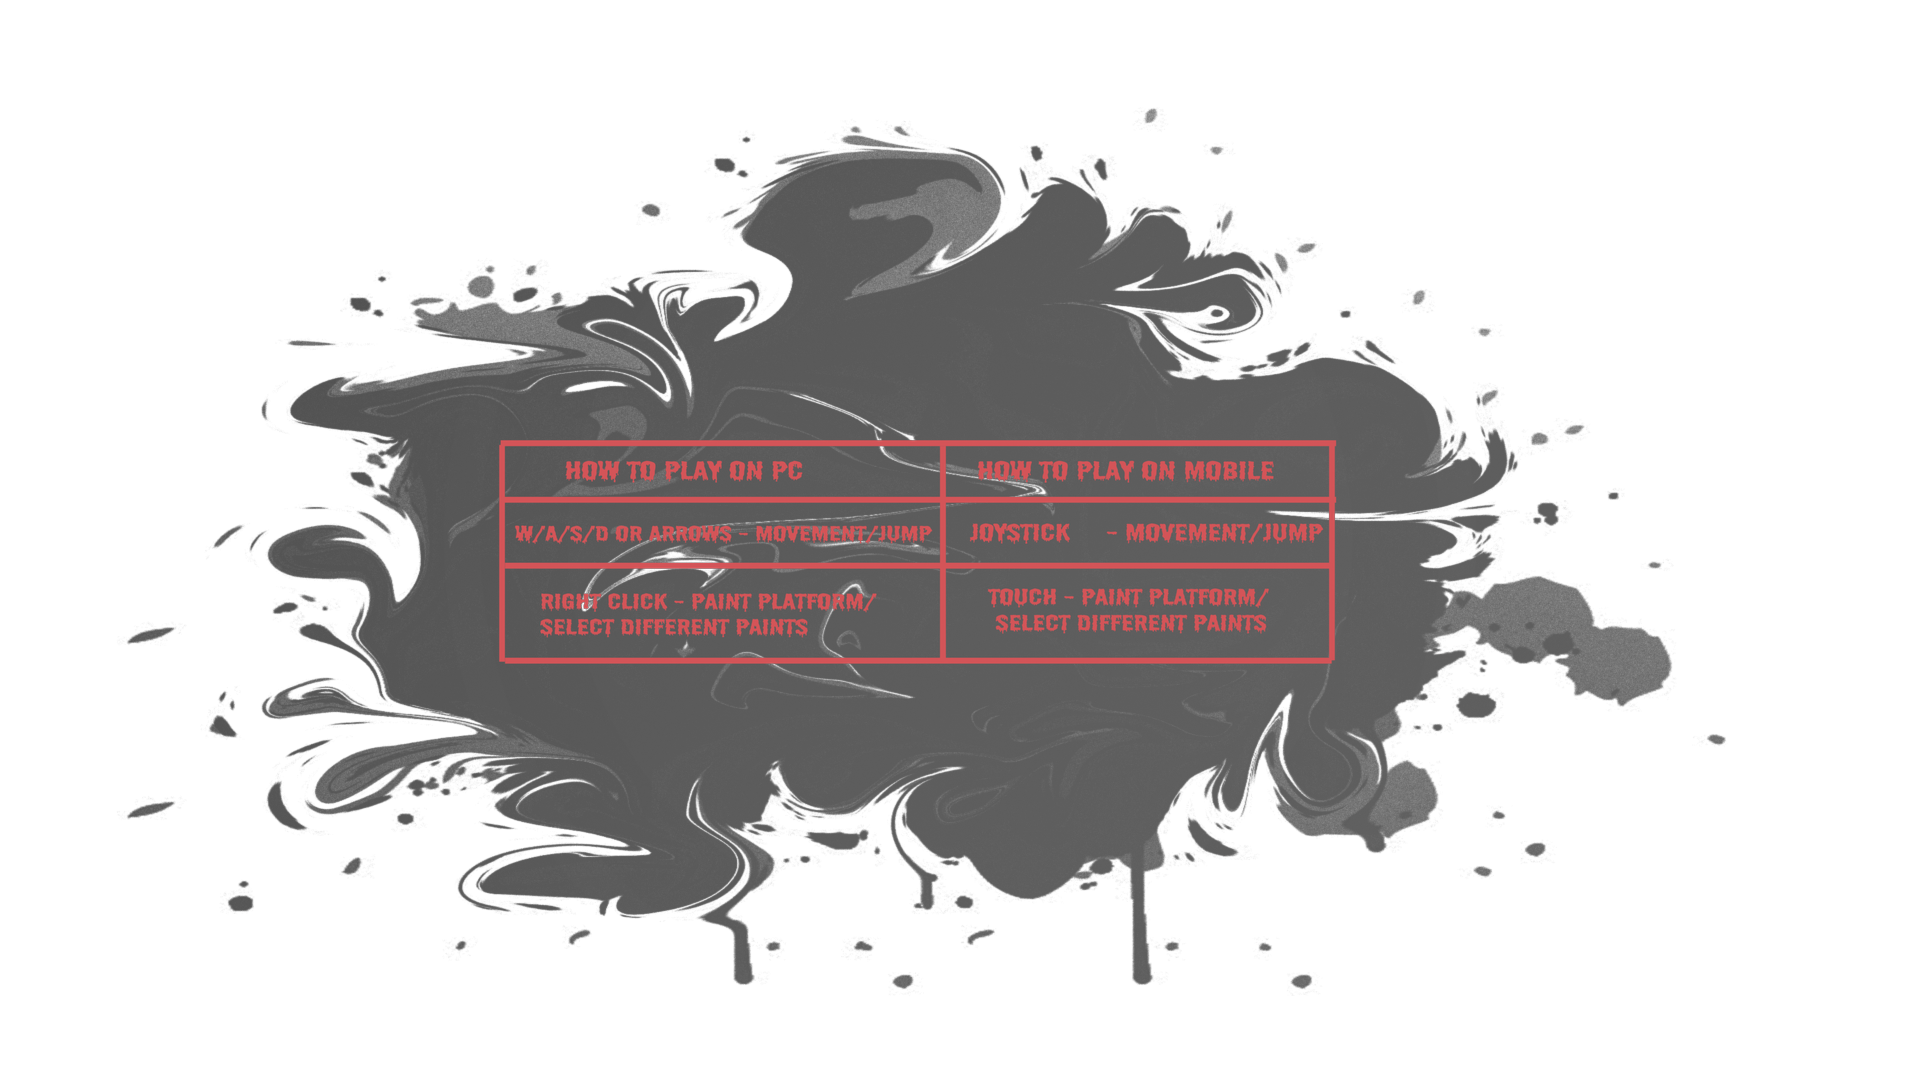 HOW TO PLAY ON PC
HOW TO PLAY ON MOBILE
W/A/S/D OR ARROWS - MOVEMENT/JUMP
JOYSTICK - MOVEMENT/JUMP
RIGHT CLICK - PAINT PLATFORM/
SELECT DIFFERENT PAINTS
TOUCH - PAINT PLATFORM/
SELECT DIFFERENT PAINTS